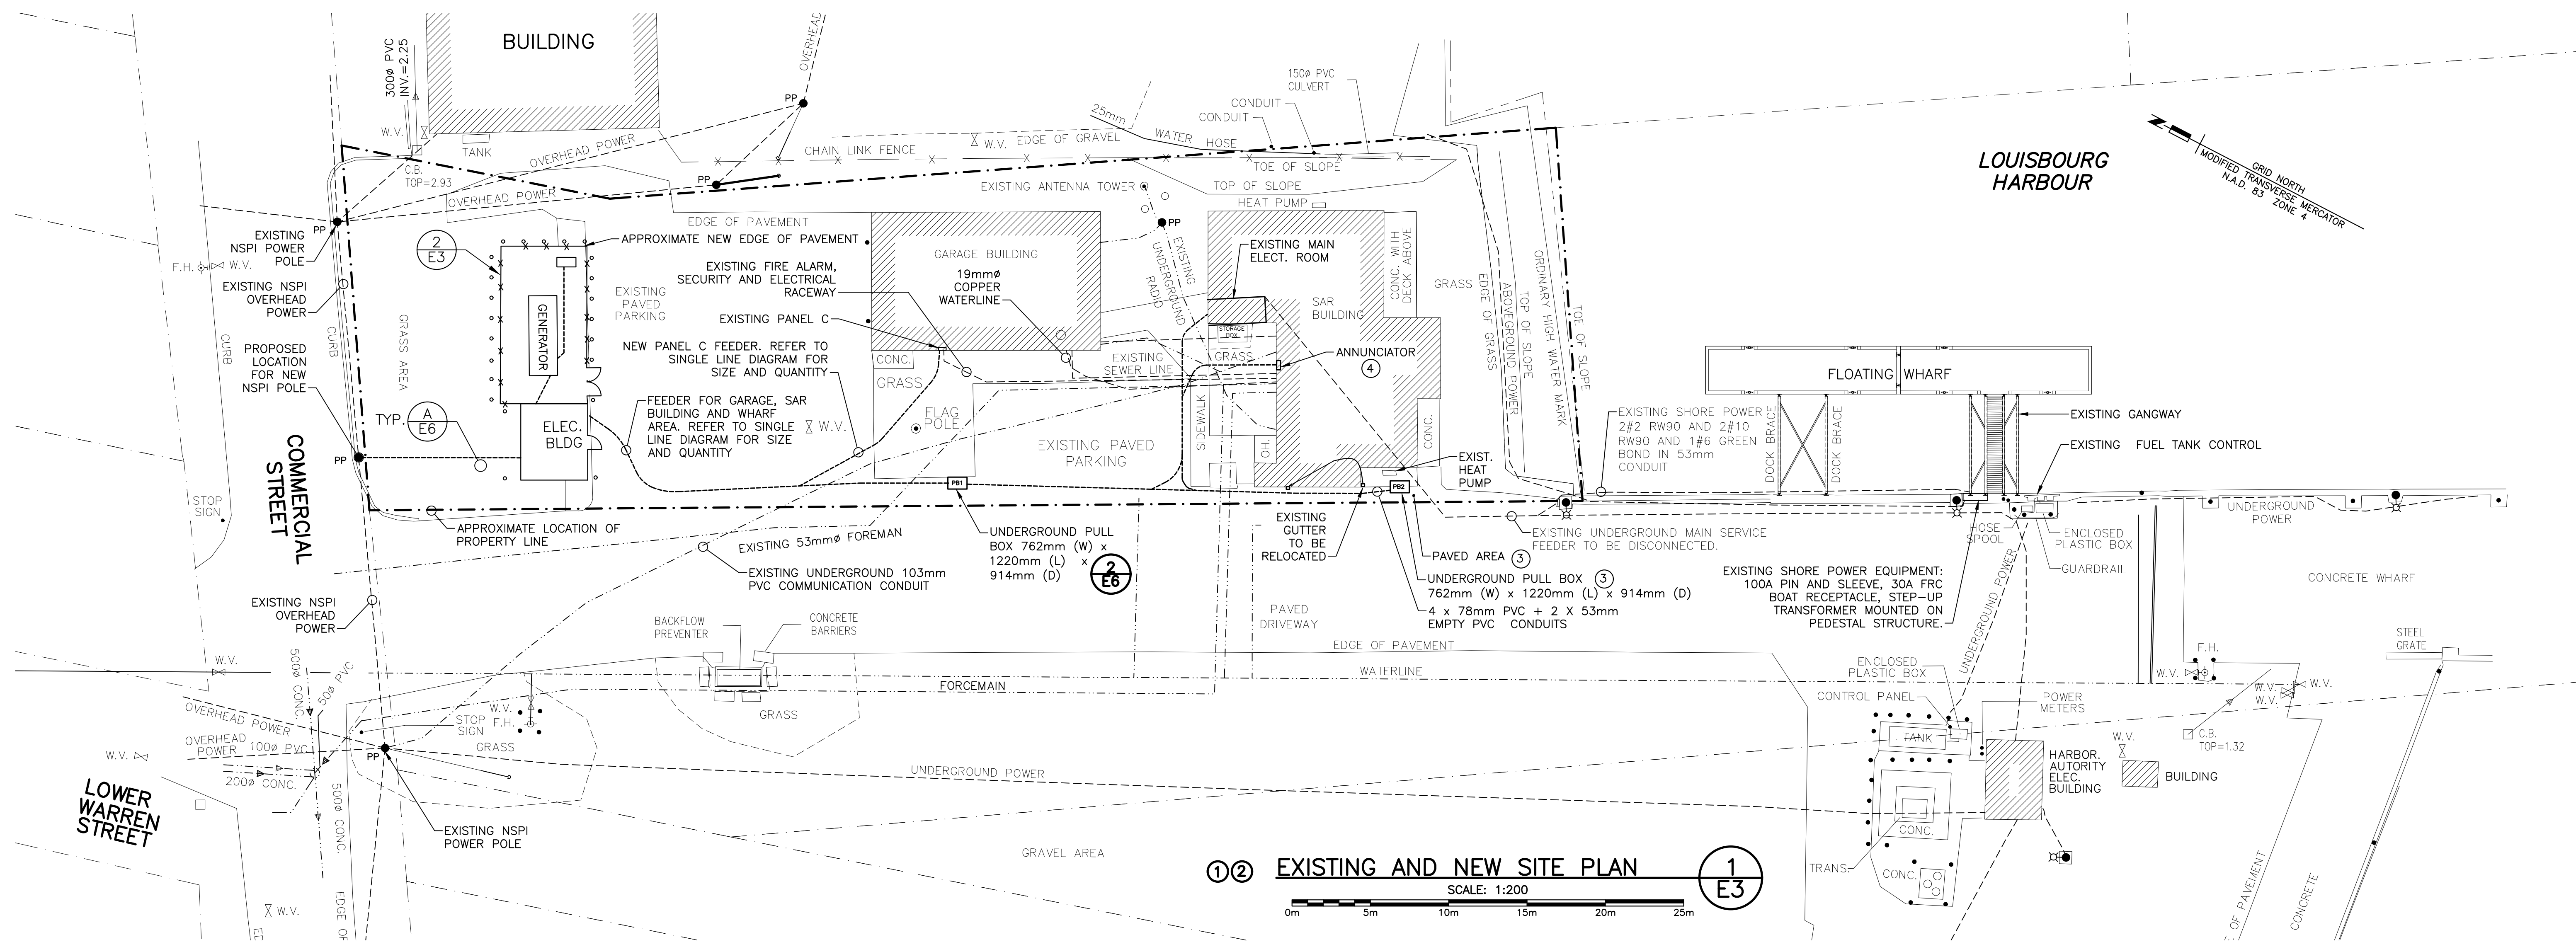 BUILDING
300ø PVC
INV.=2.25
W.V.
TANK
C.B.
TOP=2.93
OVERHEAD POWER
OVERHEAD
PP
PP
OVERHEAD POWER
CHAIN LINK FENCE
W.V.
EDGE OF GRAVEL
25mm
WATER
HOSE
CONDUIT
CONDUIT
150ø PVC
CULVERT
TOE OF SLOPE
TOP OF SLOPE
EXISTING ANTENNA TOWER
HEAT PUMP
EDGE OF PAVEMENT
LOUISBOURG
HARBOUR
GRID NORTH
MODIFIED TRANSVERSE MERCATOR
N.A.D. 83 ZONE 4
PP
EXISTING
NSPI POWER
POLE
F.H.
W.V.
EXISTING NSPI
OVERHEAD
POWER
CURB
CURB
PROPOSED
LOCATION
FOR NEW
NSPI POLE
GRASS AREA
2
E3
APPROXIMATE NEW EDGE OF PAVEMENT
GENERATOR
EXISTING
PAVED
PARKING
EXISTING FIRE ALARM,
SECURITY AND ELECTRICAL
RACEWAY
EXISTING PANEL C
NEW PANEL C FEEDER. REFER TO
SINGLE LINE DIAGRAM FOR
SIZE AND QUANTITY
GARAGE BUILDING
19mmø
COPPER
WATERLINE
PP
EXISTING
UNDERGROUND
RADIO
EXISTING MAIN
ELECT. ROOM
CONC. WITH
DECK ABOVE
SAR
BUILDING
STORAGE
BOX
GRASS
GRASS
EDGE OF GRASS
ABOVEGROUND POWER
TOP OF SLOPE
ORDINARY HIGH WATER MARK
TOE OF SLOPE
CONC.
GRASS
EXISTING
SEWER LINE
ANNUNCIATOR
4
FLOATING WHARF
TYP.
A
E6
PP
ELEC.
BLDG
FEEDER FOR GARAGE, SAR
BUILDING AND WHARF
AREA. REFER TO SINGLE
LINE DIAGRAM FOR SIZE
AND QUANTITY
W.V.
FLAG
POLE
EXISTING PAVED
PARKING
SIDEWALK
OH.
CONC.
EXIST.
HEAT
PUMP
EXISTING SHORE POWER
2#2 RW90 AND 2#10
RW90 AND 1#6 GREEN
BOND IN 53mm
CONDUIT
DOCK BRACE
DOCK BRACE
EXISTING GANGWAY
EXISTING FUEL TANK CONTROL
STOP
SIGN
COMMERCIAL
STREET
APPROXIMATE LOCATION OF
PROPERTY LINE
PB1
PB2
EXISTING 53mmø FOREMAN
EXISTING UNDERGROUND 103mm
PVC COMMUNICATION CONDUIT
UNDERGROUND PULL
BOX 762mm (W) x
1220mm (L) x
914mm (D)
2
E6
EXISTING
GUTTER
TO BE
RELOCATED
EXISTING UNDERGROUND MAIN SERVICE
FEEDER TO BE DISCONNECTED.
PAVED AREA 3
UNDERGROUND PULL BOX 3
762mm (W) x 1220mm (L) x 914mm (D)
4 x 78mm PVC + 2 X 53mm
EMPTY PVC CONDUITS
EXISTING SHORE POWER EQUIPMENT:
100A PIN AND SLEEVE, 30A FRC
BOAT RECEPTACLE, STEP-UP
TRANSFORMER MOUNTED ON
PEDESTAL STRUCTURE.
HOSE
SPOOL
ENCLOSED
PLASTIC BOX
GUARDRAIL
UNDERGROUND
POWER
CONCRETE WHARF
UNDERGROUND POWER
EXISTING NSPI
OVERHEAD
POWER
BACKFLOW
PREVENTER
CONCRETE
BARRIERS
PAVED
DRIVEWAY
EDGE OF PAVEMENT
WATERLINE
FORCEMAIN
GRASS
W.V.
500ø CONC.
50ø PVC
OVERHEAD POWER
OVERHEAD
POWER
100ø PVC
W.V.
200ø CONC.
STOP
SIGN
W.V.
F.H.
GRASS
PP
UNDERGROUND POWER
LOWER
WARREN
STREET
500ø CONC.
EXISTING NSPI
POWER POLE
W.V.
EDGE OF
GRAVEL AREA
ENCLOSED
PLASTIC BOX
CONTROL PANEL
POWER
METERS
TANK
HARBOR.
AUTORITY
ELEC.
BUILDING
W.V.
BUILDING
CONC.
TRANS.
CONC.
F.H.
W.V.
W.V.
W.V.
W.V.
STEEL
GRATE
C.B.
TOP=1.32
OF PAVEMENT
CONCRETE
1 2 EXISTING AND NEW SITE PLAN
1
E3
SCALE: 1:200
0m 5m 10m 15m 20m 25m